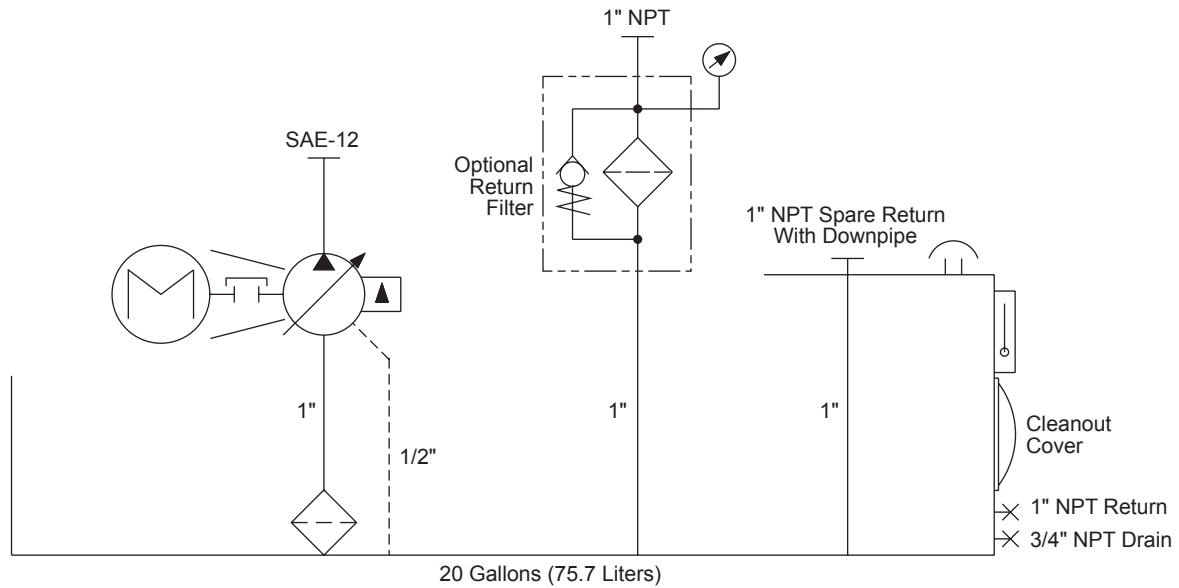 1" NPT
SAE-12
Optional
Return
Filter
1" NPT Spare Return
With Downpipe
1"
1"
1"
1/2"
Cleanout
Cover
1" NPT Return
3/4" NPT Drain
20 Gallons (75.7 Liters)